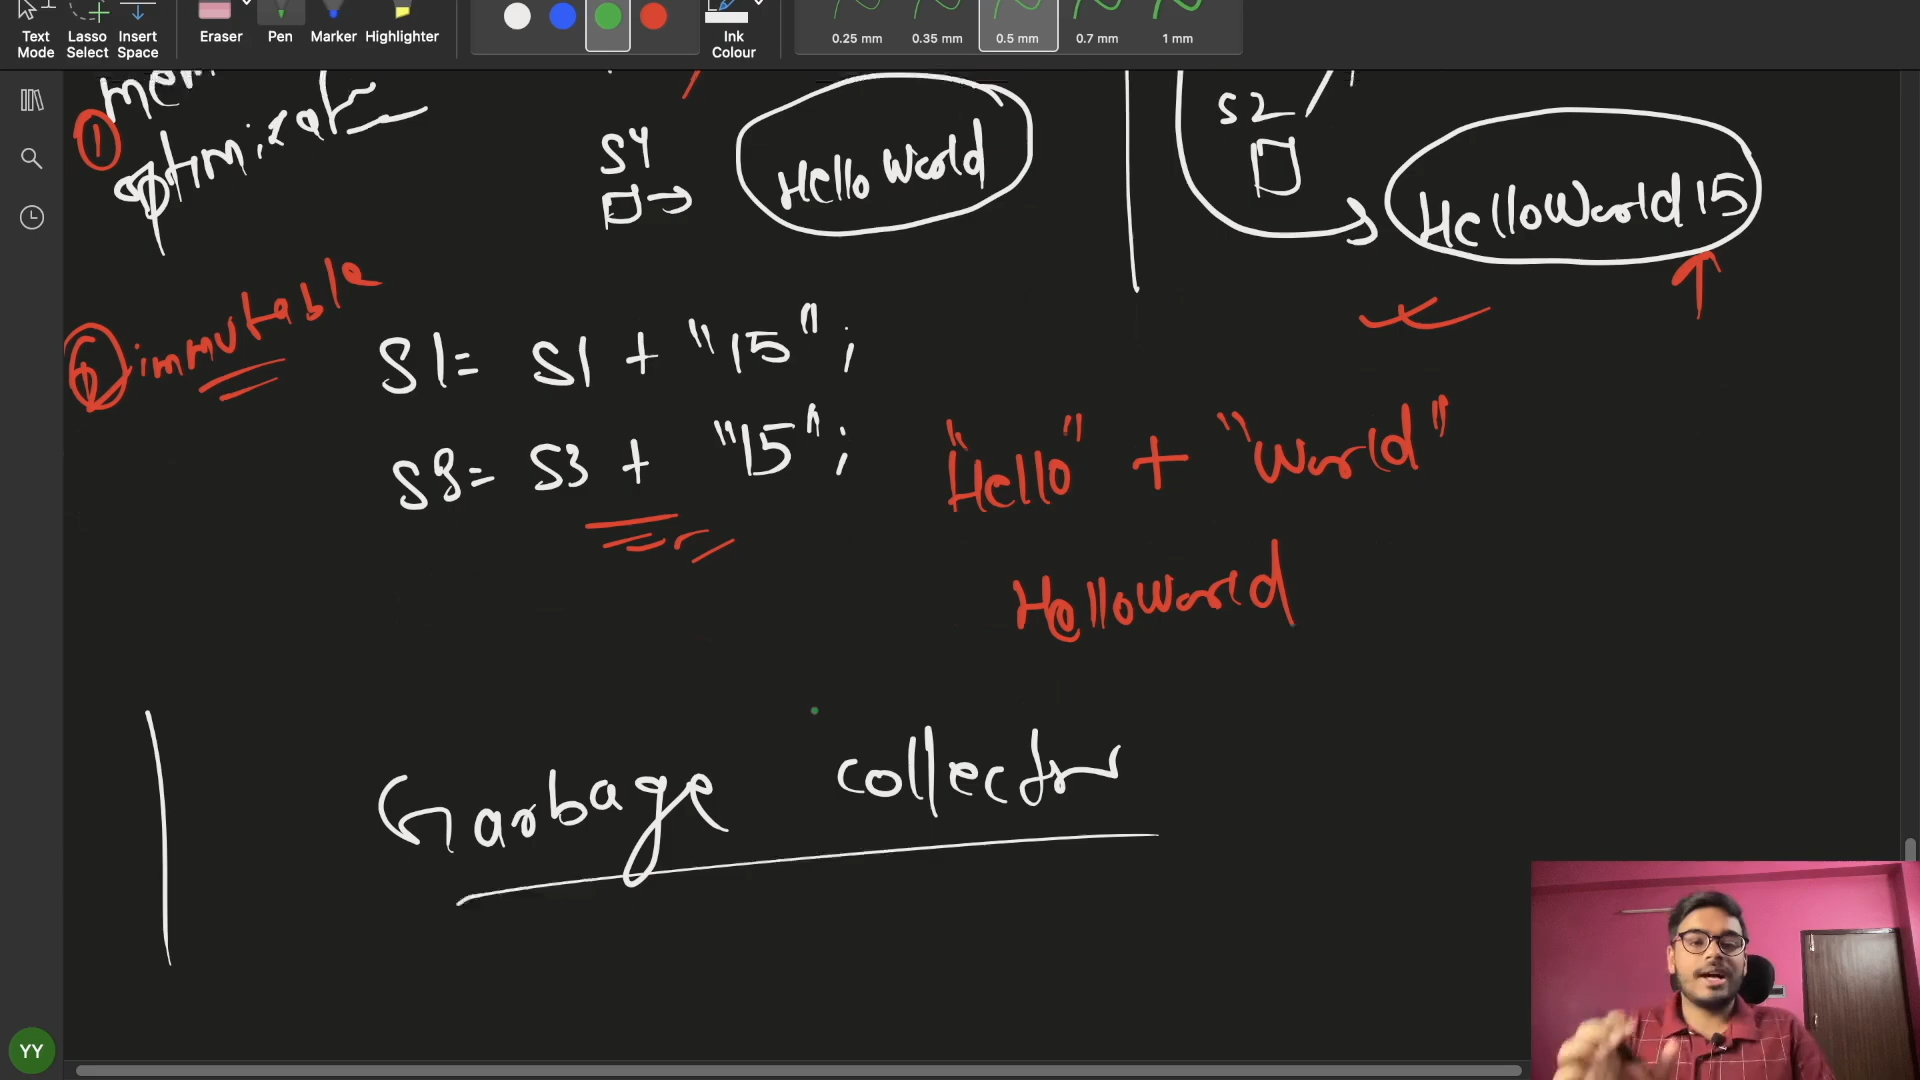 Text Mode
Lasso Select
Insert Space
Eraser
Pen
Marker
Highlighter
Ink Colour
0.25 mm
0.35 mm
0.5 mm
0.7 mm
1 mm
①
S4
Hello World
S2
HelloWorld15
② immutable
S1= S1 + "15";
S3= S3 + "15";
"Hello" + "World"
HelloWorld
Garbage collector
YY